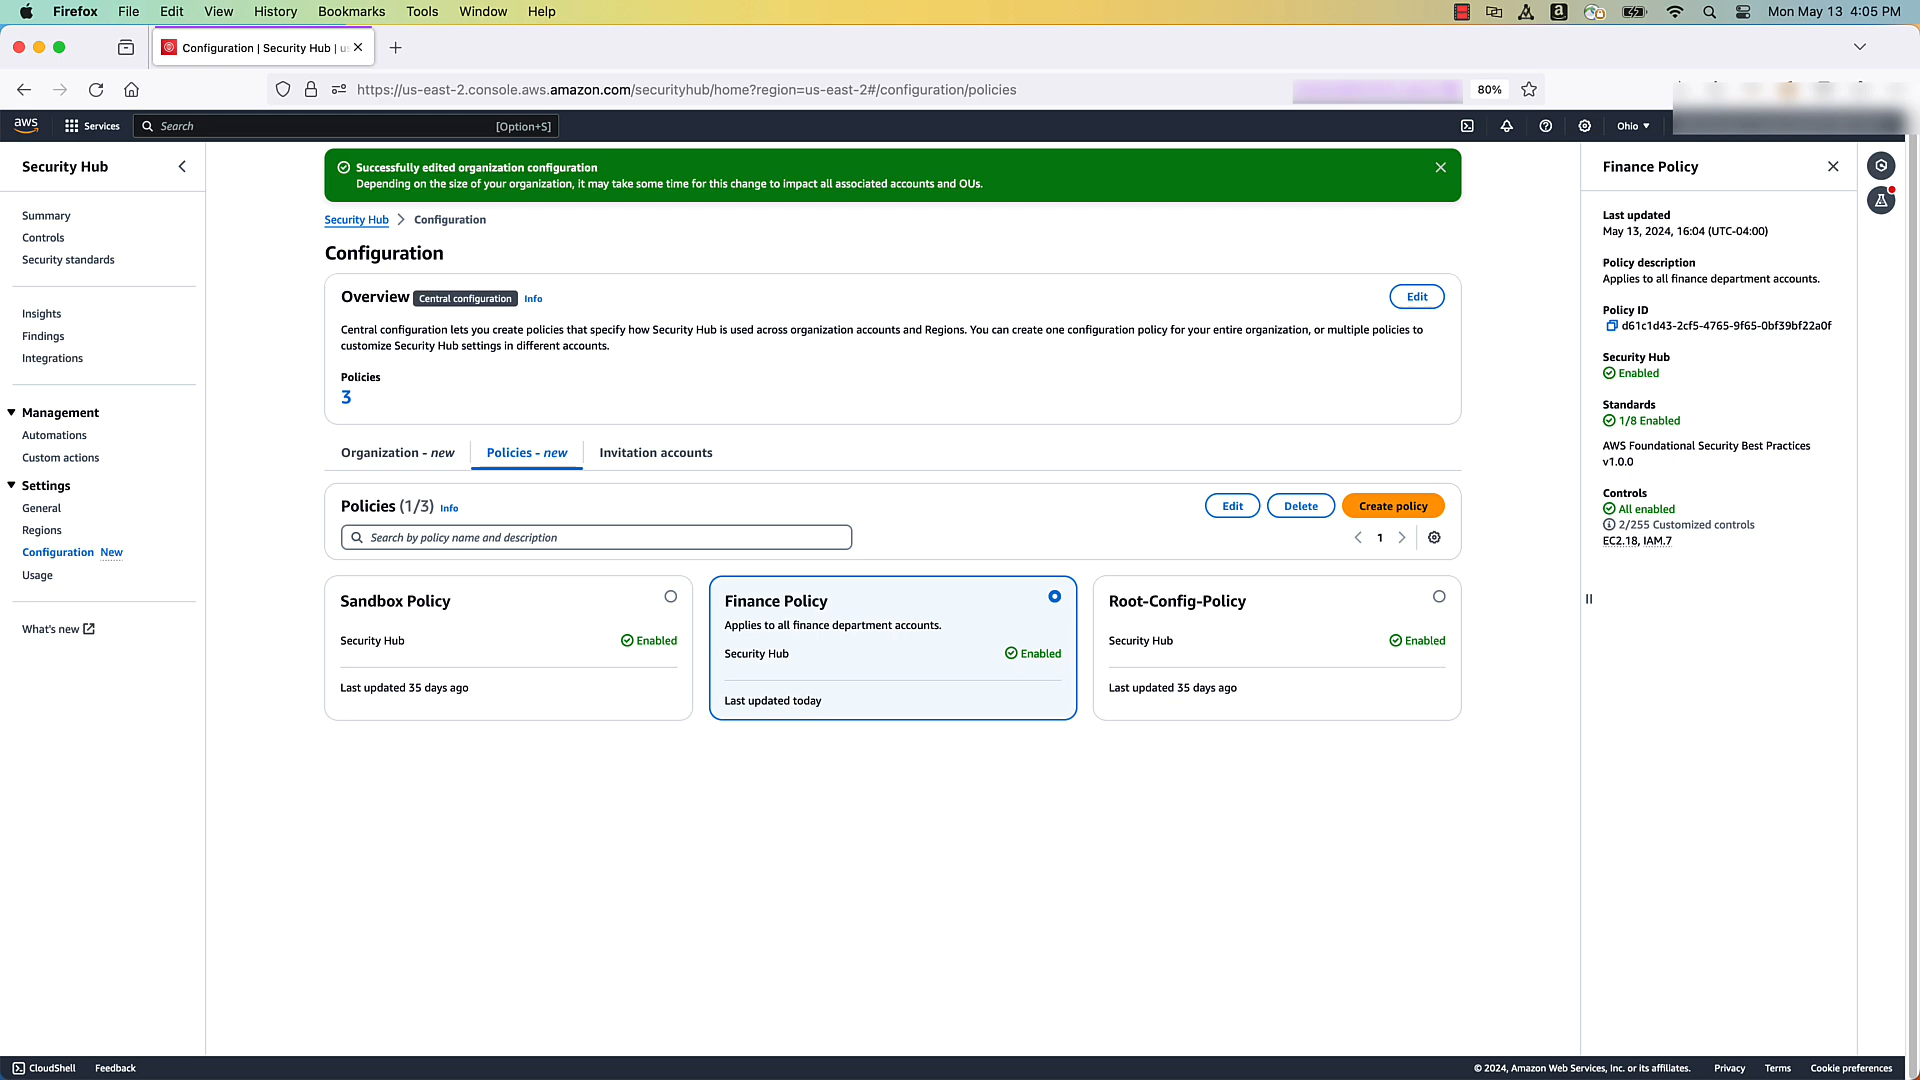 Firefox File Edit View History Bookmarks Tools Window Help
Mon May 13 4:05 PM
Configuration | Security Hub | us
https://us-east-2.console.aws.amazon.com/securityhub/home?region=us-east-2#/configuration/policies
80%
aws
Services
Search
[Option+S]
Ohio
Security Hub
Summary
Controls
Security standards
Insights
Findings
Integrations
Management
Automations
Custom actions
Settings
General
Regions
Configuration New
Usage
What's new
Successfully edited organization configuration
Depending on the size of your organization, it may take some time for this change to impact all associated accounts and OUs.
Security Hub
Configuration
Configuration
Overview Central configuration Info
Edit
Central configuration lets you create policies that specify how Security Hub is used across organization accounts and Regions. You can create one configuration policy for your entire organization, or multiple policies to
customize Security Hub settings in different accounts.
Policies
3
Organization - new
Policies - new
Invitation accounts
Policies (1/3) Info
Edit
Delete
Create policy
Search by policy name and description
1
Sandbox Policy
Security Hub
Enabled
Last updated 35 days ago
Finance Policy
Applies to all finance department accounts.
Security Hub
Enabled
Last updated today
Root-Config-Policy
Security Hub
Enabled
Last updated 35 days ago
Finance Policy
Last updated
May 13, 2024, 16:04 (UTC-04:00)
Policy description
Applies to all finance department accounts.
Policy ID
d61c1d43-2cf5-4765-9f65-0bf39bf22a0f
Security Hub
Enabled
Standards
1/8 Enabled
AWS Foundational Security Best Practices
v1.0.0
Controls
All enabled
2/255 Customized controls
EC2.18, IAM.7
CloudShell
Feedback
© 2024, Amazon Web Services, Inc. or its affiliates.
Privacy
Terms
Cookie preferences